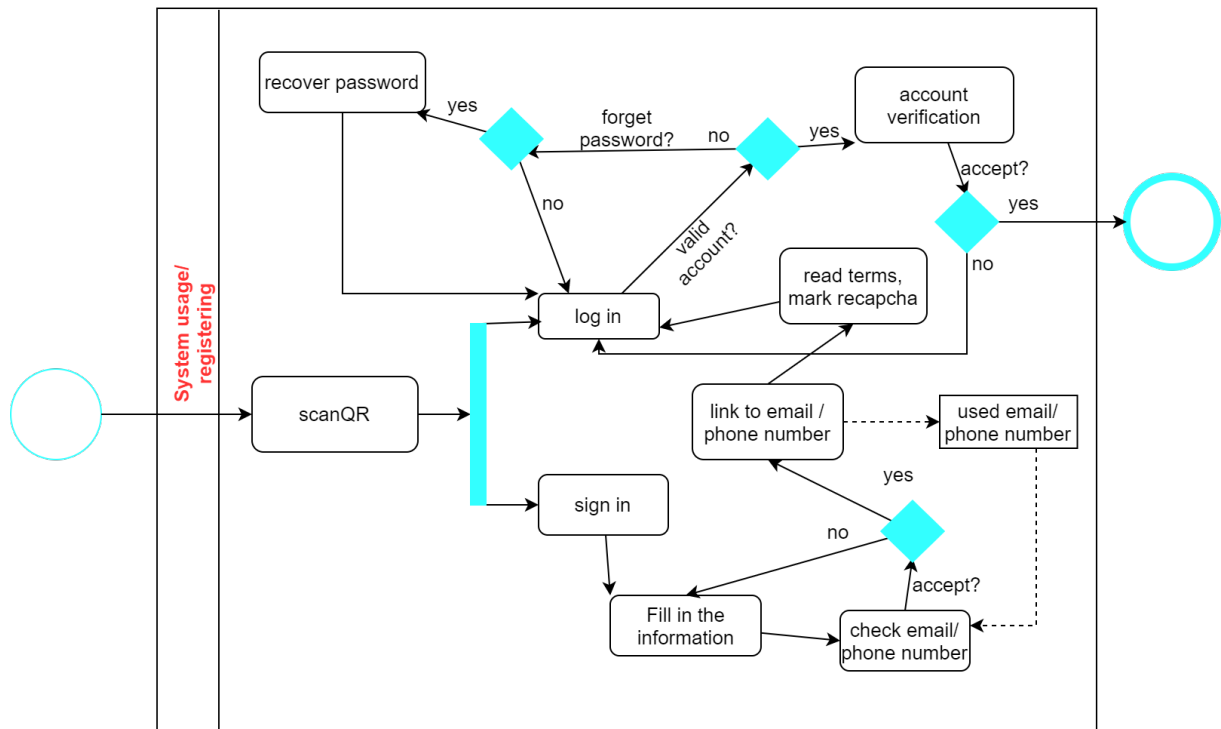 recover password
yes
forget
password?
no
yes
account
verification
accept?
yes
no
no
valid
account?
read terms,
mark recapcha
log in
System usage/
registering
scanQR
link to email /
phone number
used email/
phone number
sign in
yes
no
accept?
Fill in the
information
check email/
phone number